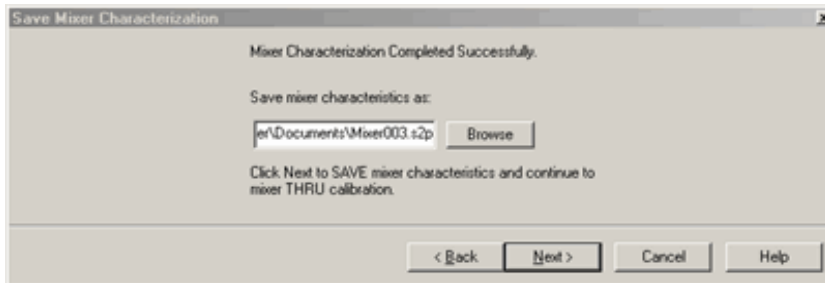 Save Mixer Characterization
Mixer Characterization Completed Successfully.
Save mixer characteristics as:
er\Documents\Mixer003.s2p
Browse
Click Next to SAVE mixer characteristics and continue to
mixer THRU calibration.
< Back
Next >
Cancel
Help